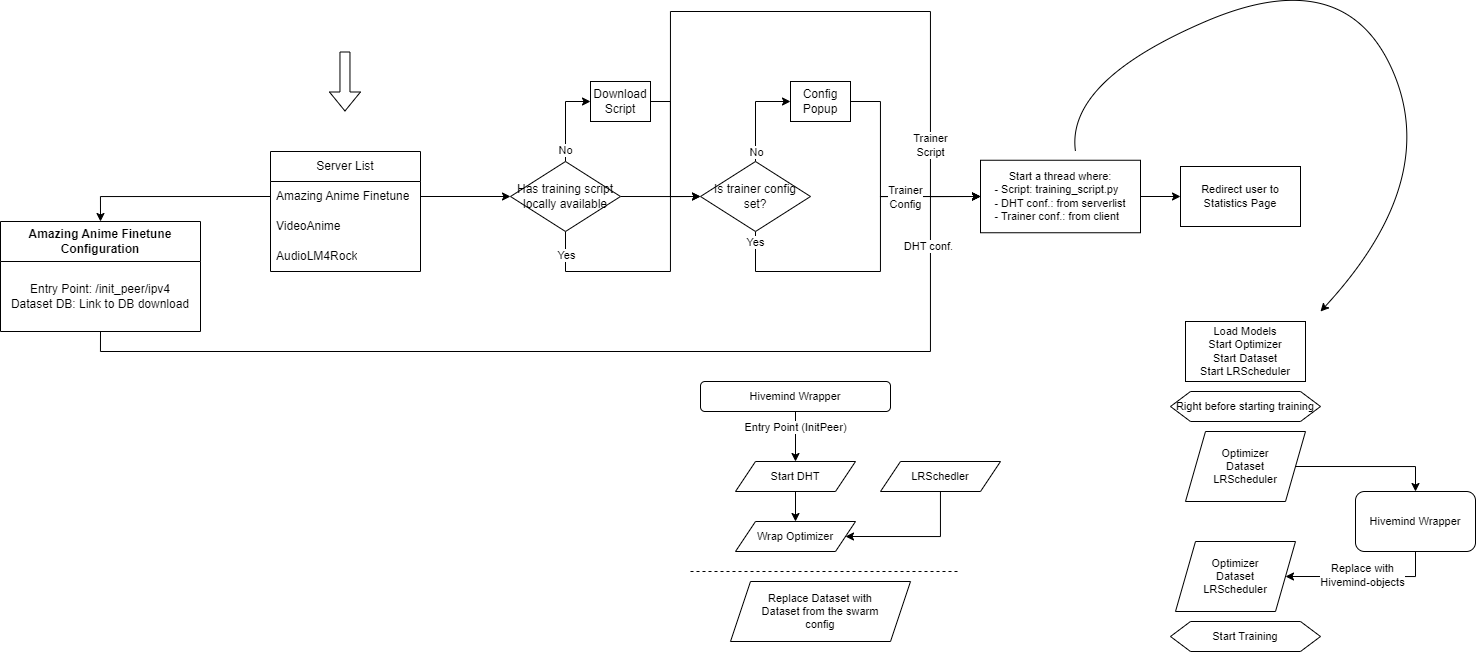 Download
Script
Config
Popup
No
No
Trainer
Script
Server List
Amazing Anime Finetune
VideoAnime
AudioLM4Rock
Has training script
locally available
Is trainer config
set?
Trainer
Config
Start a thread where:
- Script: training_script.py
- DHT conf.: from serverlist
- Trainer conf.: from client
Redirect user to
Statistics Page
Yes
Yes
DHT conf.
Amazing Anime Finetune
Configuration
Entry Point: /init_peer/ipv4
Dataset DB: Link to DB download
Load Models
Start Optimizer
Start Dataset
Start LRScheduler
Right before starting training
Optimizer
Dataset
LRScheduler
Hivemind Wrapper
Replace with
Hivemind-objects
Optimizer
Dataset
LRScheduler
Start Training
Hivemind Wrapper
Entry Point (InitPeer)
Start DHT
LRSchedler
Wrap Optimizer
Replace Dataset with
Dataset from the swarm
config